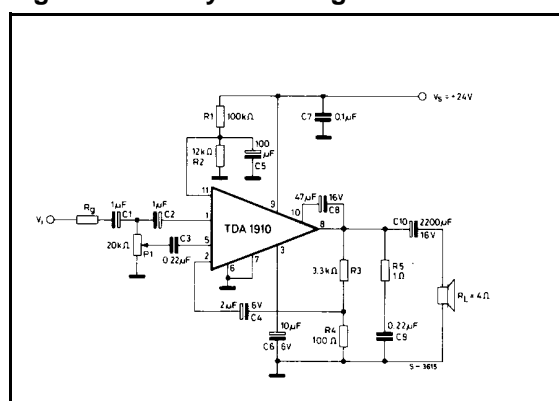 Vs = +24V
R1
100kΩ
C7
0.1µF
12kΩ
R2
100
µF
C5
47µF
16V
C8
C10
2200µF
16V
11
9
10
8
1µF
C1
1µF
C2
Vi
Rg
1
TDA 1910
20kΩ
P1
C3
0.22µF
5
2
6
7
3
3.3kΩ
R3
R5
1Ω
RL = 4Ω
2µF
6V
C4
10µF
C6
6V
R4
100Ω
0.22µF
C9
S-3615